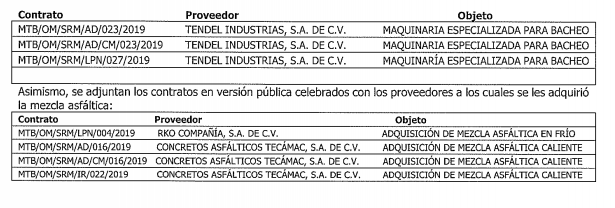 Contrato Proveedor Objeto
MTB/OM/SRM/AD/023/2019 TENDEL INDUSTRIAS, S.A. DE C.V. MAQUINARIA ESPECIALIZADA PARA BACHEO
MTB/OM/SRM/AD/CM/023/2019 TENDEL INDUSTRIAS, S.A. DE C.V. MAQUINARIA ESPECIALIZADA PARA BACHEO
MTB/OM/SRM/LPN/027/2019 TENDEL INDUSTRIAS, S.A. DE C.V. MAQUINARÍA ESPECIALIZADA PARA BACHEO
Asimismo, se adjuntan los contratos en versión pública celebrados con los proveedores a los cuales se les adquirió
la mezcla asfáltica:
Contrato Proveedor Objeto
MTB/OM/SRM/LPN/004/2019 RKO COMPAÑÍA, S.A. DE C.V. ADQUISICIÓN DE MEZCLA ASFÁLTICA EN FRÍO
MTB/OM/SRM/AD/016/2019 CONCRETOS ASFÁLTICOS TECÁMAC, S.A. DE C.V. ADQUISICIÓN DE MEZCLA ASFÁLTICA CALIENTE
MTB/OM/SRM/AD/CM/016/2019 CONCRETOS ASFÁLTICOS TECÁMAC, S.A. DE C.V. ADQUISICIÓN DE MEZCLA ASFÁLTICA CALIENTE
MTB/OM/SRM/IR/022/2019 CONCRETOS ASFÁLTICOS TECÁMAC, S.A. DE C.V. ADQUISICIÓN DE MEZCLA ASFÁLTICA CALIENTE